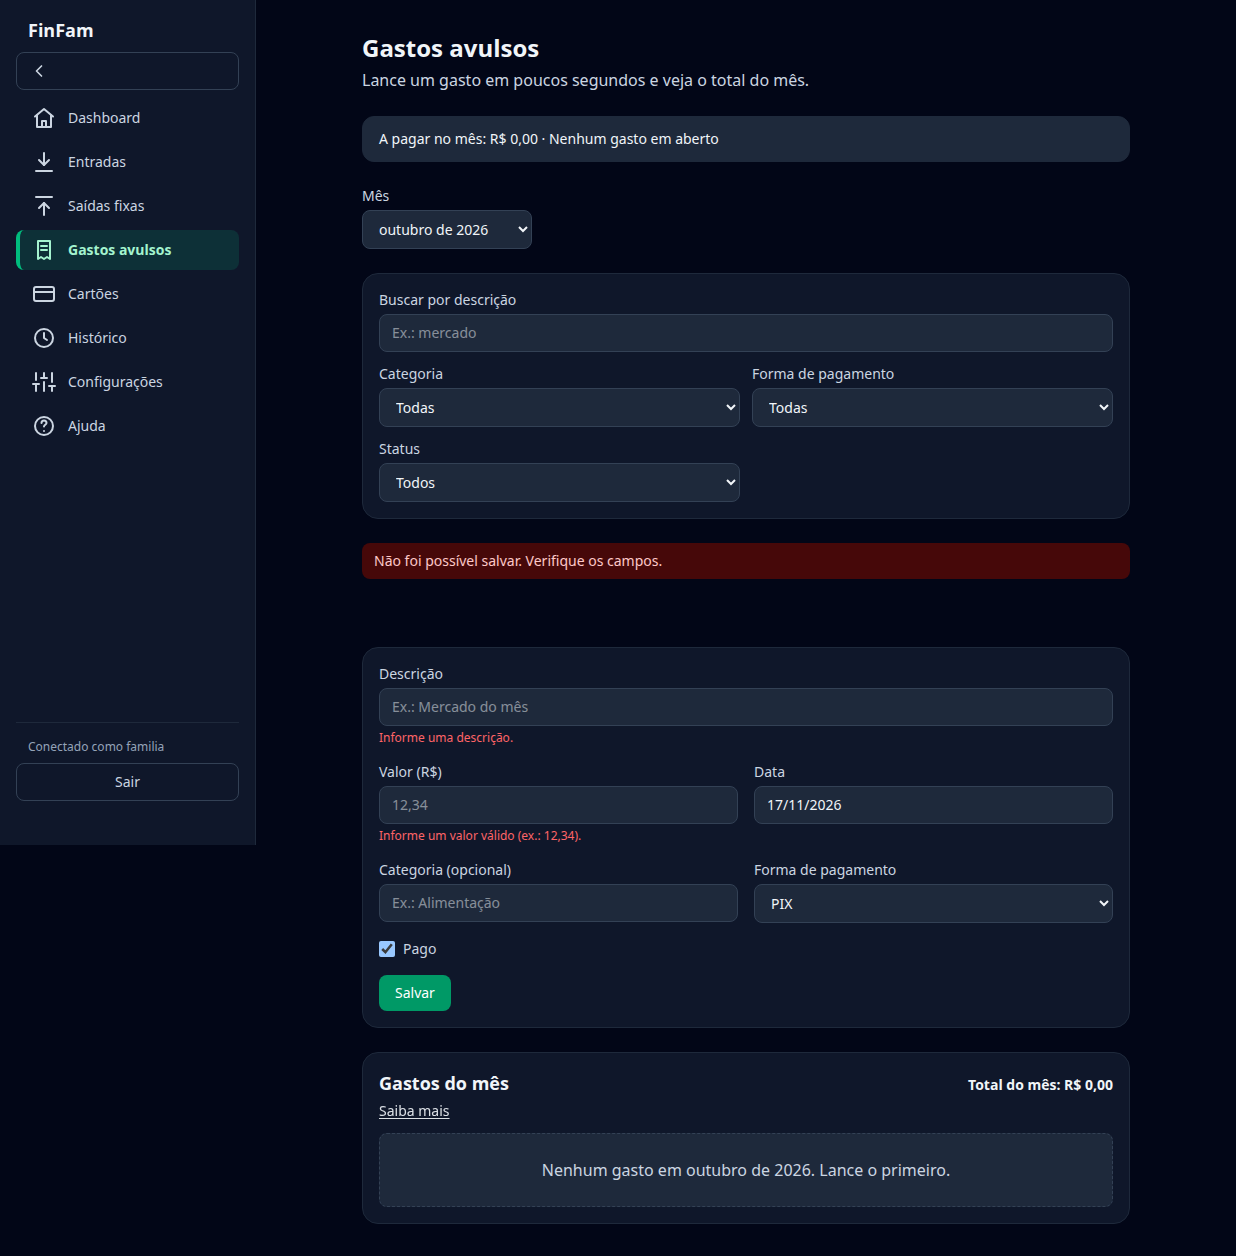 FinFam
Dashboard
Entradas
Saídas fixas
Gastos avulsos
Cartões
Histórico
Configurações
Ajuda
Conectado como familia
Sair
Gastos avulsos
Lance um gasto em poucos segundos e veja o total do mês.
A pagar no mês: R$ 0,00 · Nenhum gasto em aberto
Mês
outubro de 2026
Buscar por descrição
Ex.: mercado
Categoria
Forma de pagamento
Todas
Todas
Status
Todos
Não foi possível salvar. Verifique os campos.
Descrição
Ex.: Mercado do mês
Informe uma descrição.
Valor (R$)
Data
12,34
17/11/2026
Informe um valor válido (ex.: 12,34).
Categoria (opcional)
Forma de pagamento
Ex.: Alimentação
PIX
Pago
Salvar
Gastos do mês
Total do mês: R$ 0,00
Saiba mais
Nenhum gasto em outubro de 2026. Lance o primeiro.